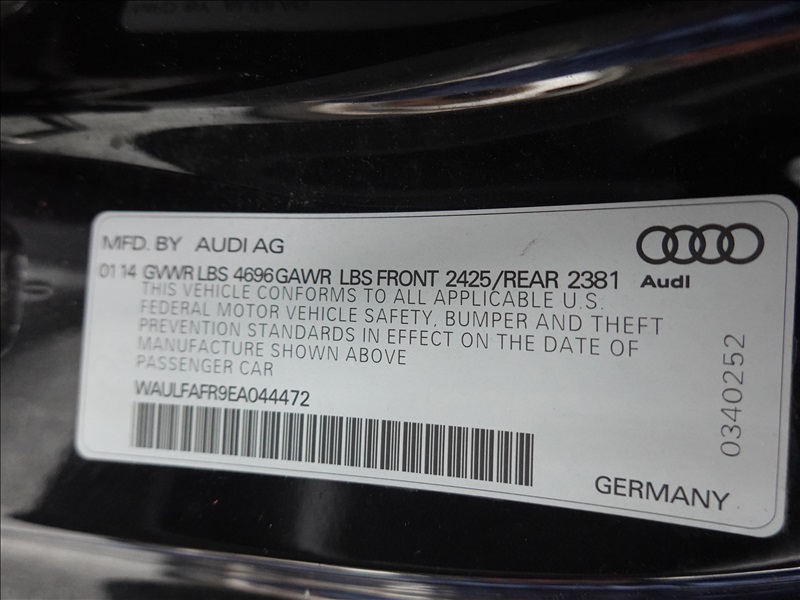 MFD. BY AUDI AG
01 14 GVWR LBS 4696 GAWR LBS FRONT 2425/REAR 2381
Audi
THIS VEHICLE CONFORMS TO ALL APPLICABLE U.S.
FEDERAL MOTOR VEHICLE SAFETY, BUMPER AND THEFT
PREVENTION STANDARDS IN EFFECT ON THE DATE OF
MANUFACTURE SHOWN ABOVE
PASSENGER CAR
WAULFAFR9EA044472
0340252
GERMANY